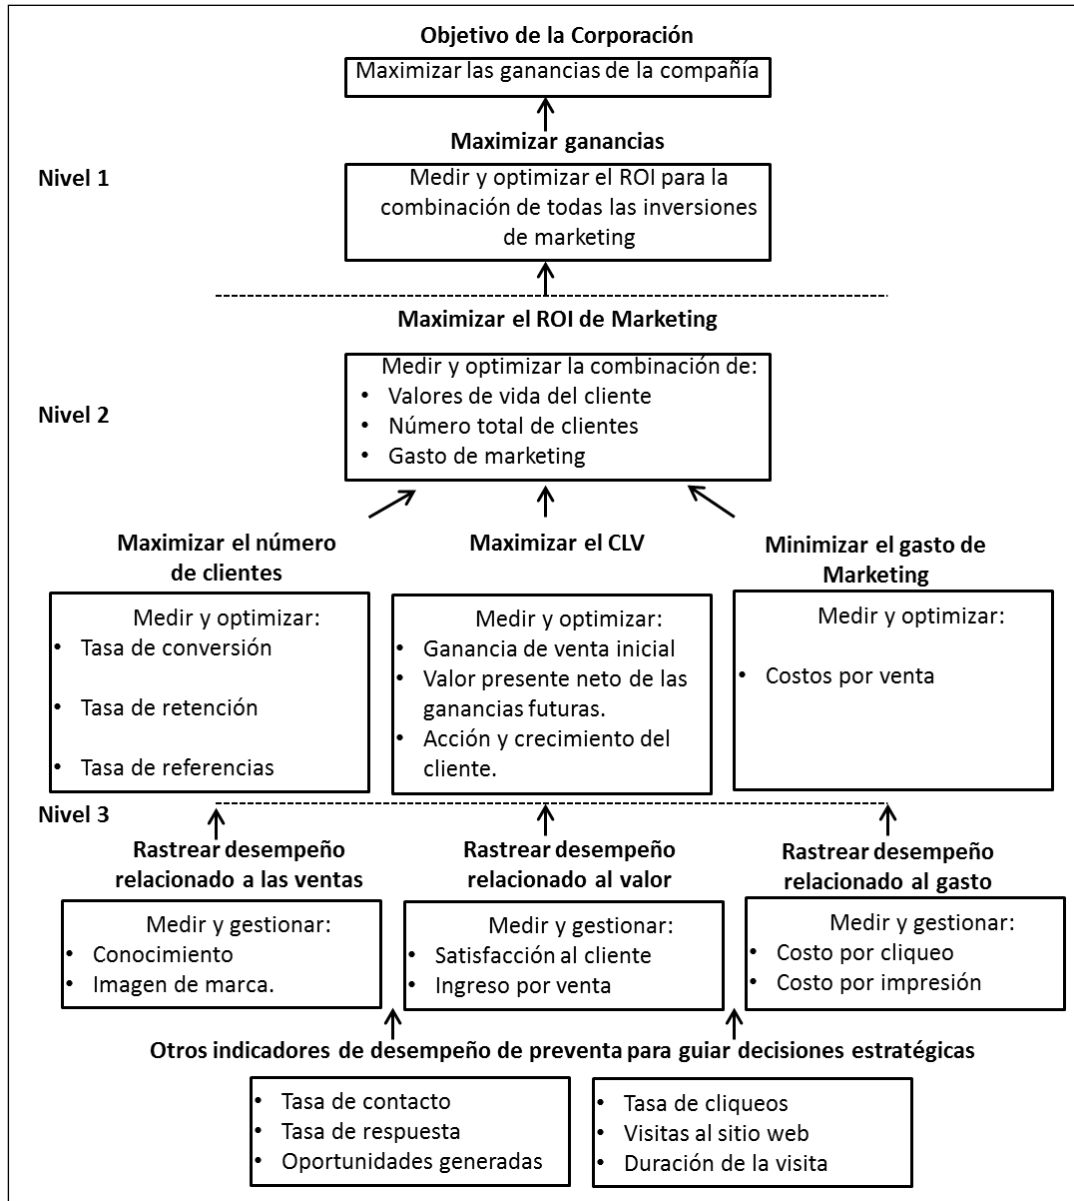 Objetivo de la Corporación
Maximizar las ganancias de la compañía
Maximizar ganancias
Nivel 1
Medir y optimizar el ROI para la
combinación de todas las inversiones
de marketing
Maximizar el ROI de Marketing
Nivel 2
Medir y optimizar la combinación de:
• Valores de vida del cliente
• Número total de clientes
• Gasto de marketing
Maximizar el número
de clientes
Medir y optimizar:
• Tasa de conversión
• Tasa de retención
• Tasa de referencias
Maximizar el CLV
Medir y optimizar:
• Ganancia de venta inicial
• Valor presente neto de las
ganancias futuras.
• Acción y crecimiento del
cliente.
Minimizar el gasto de
Marketing
Medir y optimizar:
• Costos por venta
Nivel 3
Rastrear desempeño
relacionado a las ventas
Medir y gestionar:
• Conocimiento
• Imagen de marca.
Rastrear desempeño
relacionado al valor
Medir y gestionar:
• Satisfacción al cliente
• Ingreso por venta
Rastrear desempeño
relacionado al gasto
Medir y gestionar:
• Costo por cliqueo
• Costo por impresión
Otros indicadores de desempeño de preventa para guiar decisiones estratégicas
• Tasa de contacto
• Tasa de respuesta
• Oportunidades generadas
• Tasa de cliqueos
• Visitas al sitio web
• Duración de la visita